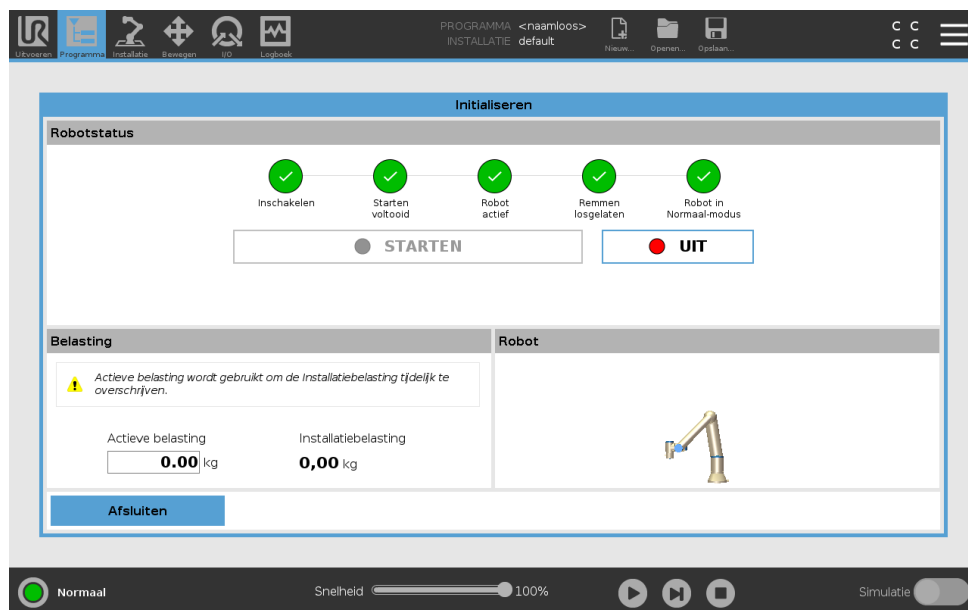 PROGRAMMA <naamloos>
INSTALLATIE default
Uitvoeren Programma Installatie Bewegen I/O Logboek Nieuw... Openen... Opslaan...
C C
C C
Initialiseren
Robotstatus
Inschakelen
Starten voltooid
Robot actief
Remmen losgelaten
Robot in Normaal-modus
STARTEN
UIT
Belasting
Actieve belasting wordt gebruikt om de Installatiebelasting tijdelijk te
overschrijven.
Actieve belasting
0.00 kg
Installatiebelasting
0,00 kg
Robot
Afsluiten
Normaal
Snelheid 100%
Simulatie